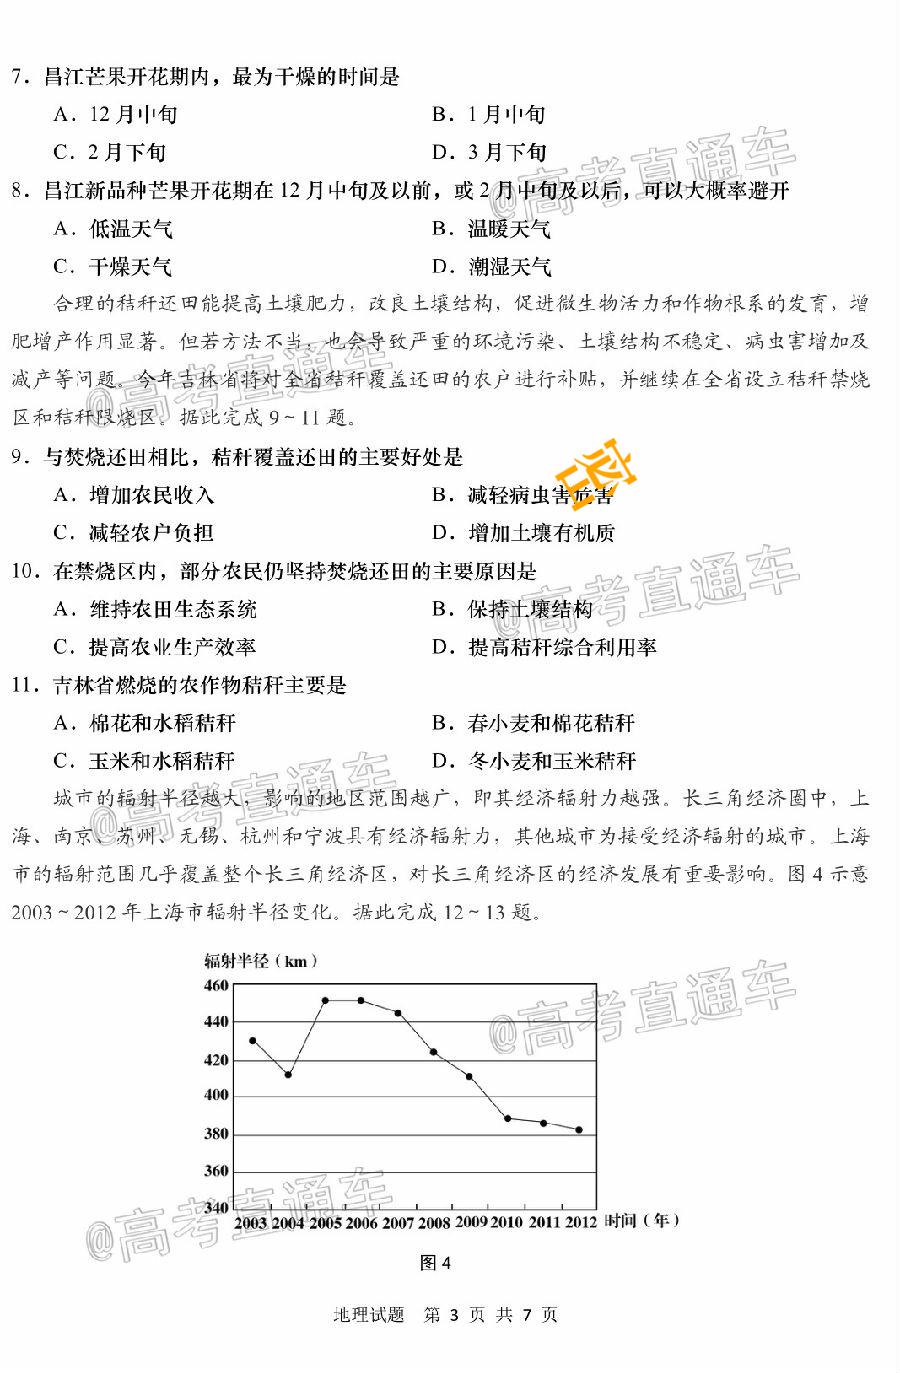 7．昌江芒果开花期内，最为干燥的时间是
A．12月中旬 B．1月中旬
C．2月下旬 D．3月下旬
8．昌江新品种芒果开花期在12月中旬及以前，或2月中旬及以后，可以大概率避开
A．低温天气 B．温暖天气
C．干燥天气 D．潮湿天气
合理的秸秆还田能提高土壤肥力，改良土壤结构，促进微生物活力和作物根系的发育，增
肥增产作用显著。但若方法不当，也会导致严重的环境污染、土壤结构不稳定、病虫害增加及
减产等问题。今年吉林省将对全省秸秆覆盖还田的农户进行补贴，并继续在全省设立秸秆禁烧
区和秸秆限烧区。据此完成9～11题。
9．与焚烧还田相比，秸秆覆盖还田的主要好处是
A．增加农民收入 B．减轻病虫害危害
C．减轻农户负担 D．增加土壤有机质
10．在禁烧区内，部分农民仍坚持焚烧还田的主要原因是
A．维持农田生态系统 B．保持土壤结构
C．提高农业生产效率 D．提高秸秆综合利用率
11．吉林省燃烧的农作物秸秆主要是
A．棉花和水稻秸秆 B．春小麦和棉花秸秆
C．玉米和水稻秸秆 D．冬小麦和玉米秸秆
城市的辐射半径越大，影响的地区范围越广，即其经济辐射力越强。长三角经济圈中，上
海、南京、苏州、无锡、杭州和宁波具有经济辐射力，其他城市为接受经济辐射的城市。上海
市的辐射范围几乎覆盖整个长三角经济区，对长三角经济区的经济发展有重要影响。图4示意
2003～2012年上海市辐射半径变化。据此完成12～13题。
辐射半径（km）
460
440
420
400
380
360
340
2003 2004 2005 2006 2007 2008 2009 2010 2011 2012 时间（年）
图4
地理试题 第3页共7页
@高考直通车
@高考直通车
@高考直通车
@高考直通车
@高考直通车
@高考直通车